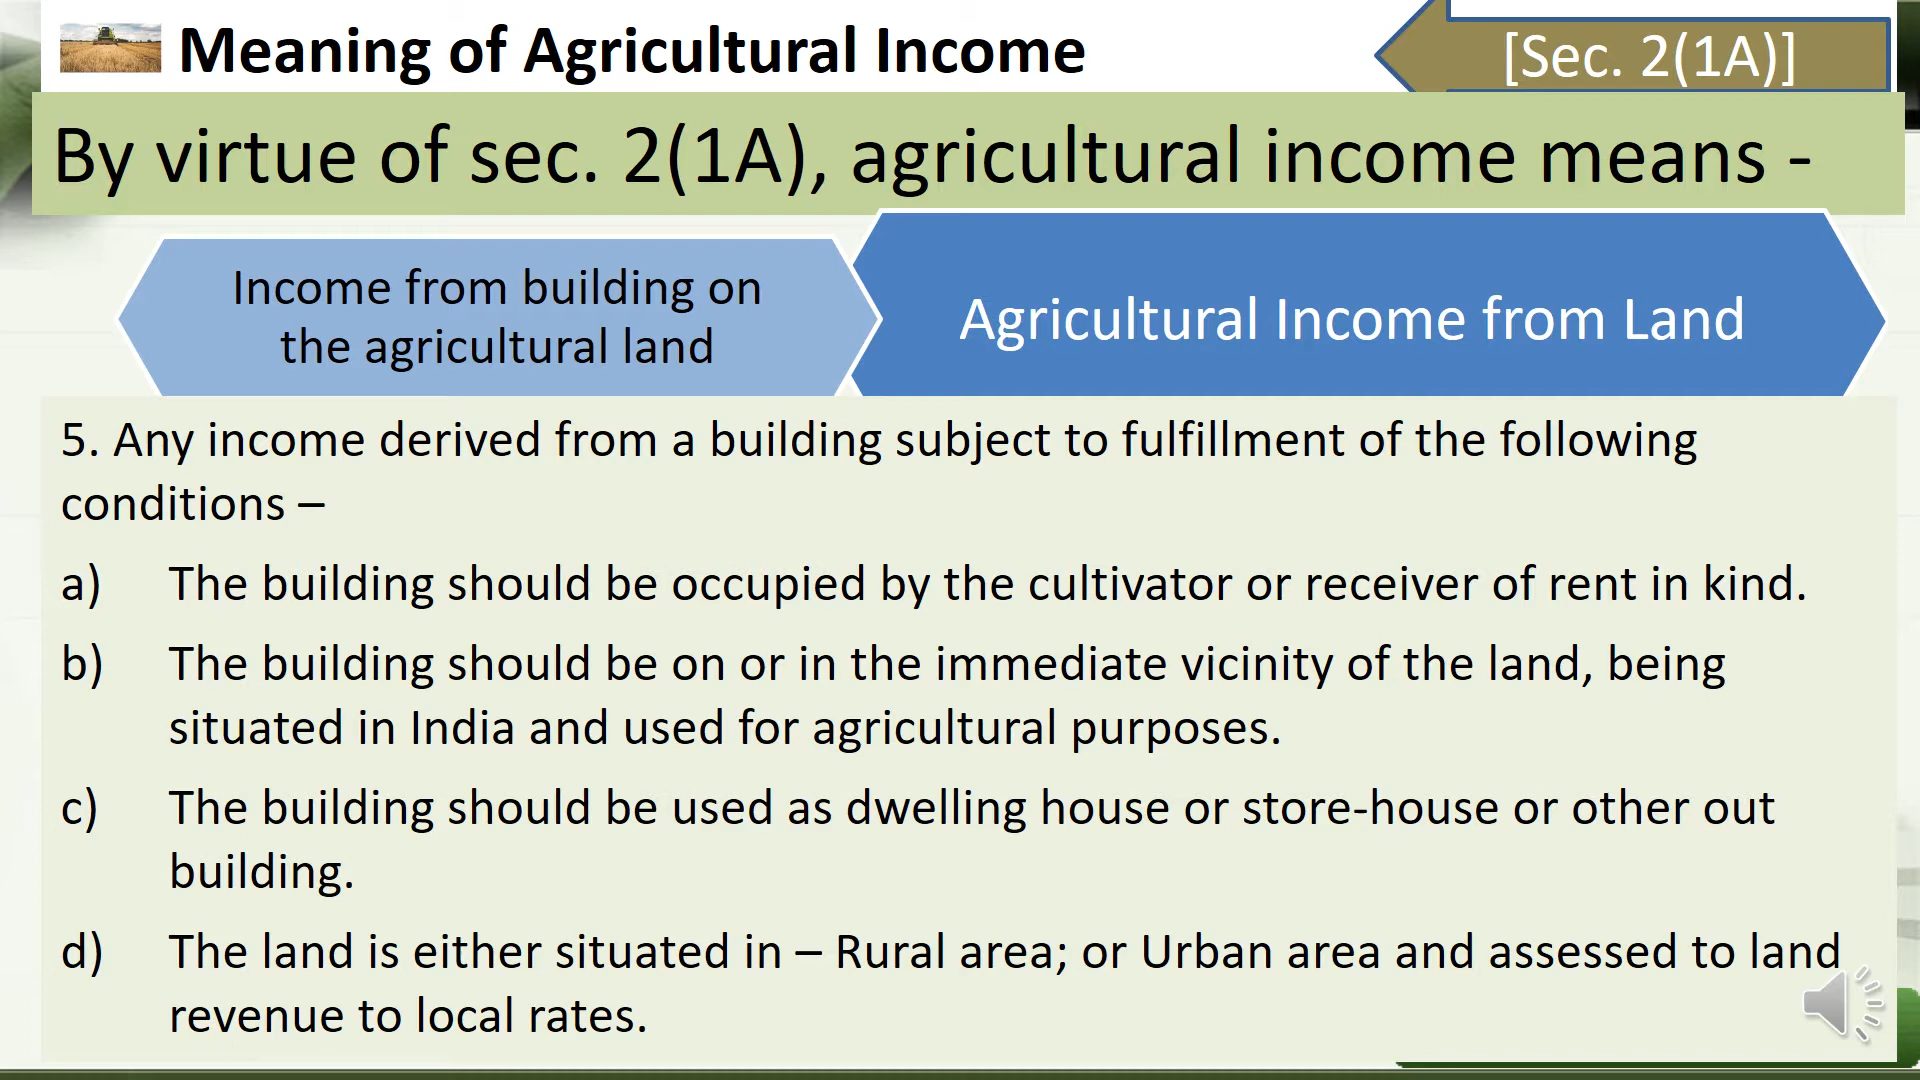 Meaning of Agricultural Income
[Sec. 2(1A)]
By virtue of sec. 2(1A), agricultural income means -
Income from building on
the agricultural land
Agricultural Income from Land
5. Any income derived from a building subject to fulfillment of the following
conditions –
a) The building should be occupied by the cultivator or receiver of rent in kind.
b) The building should be on or in the immediate vicinity of the land, being
situated in India and used for agricultural purposes.
c) The building should be used as dwelling house or store-house or other out
building.
d) The land is either situated in – Rural area; or Urban area and assessed to land
revenue to local rates.